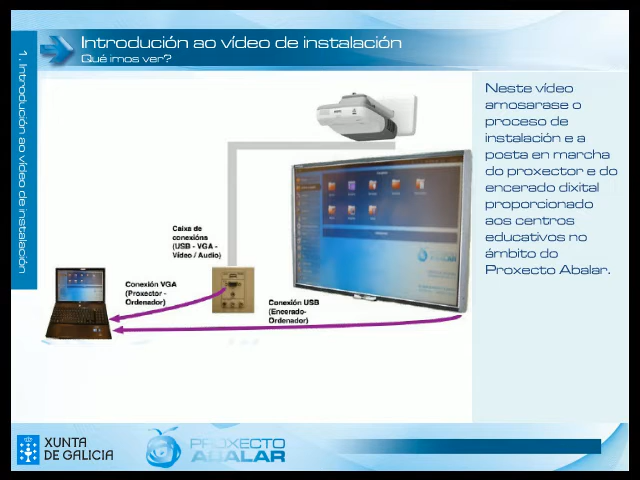 Introdución ao vídeo de instalación
Qué imos ver?
1. Introdución ao vídeo de instalación
Neste vídeo
amosarase o
proceso de
instalación e a
posta en marcha
do proxector e do
encerado dixital
proporcionado
aos centros
educativos no
ámbito do
Proxecto Abalar.
Caixa de
conexións
(USB - VGA -
Vídeo / Audio)
Conexión VGA
(Proxector -
Ordenador)
Conexión USB
(Encerado-
Ordenador)
PROXECTO
ABALAR
XUNTA
DE GALICIA
PROXECTO
ABALAR